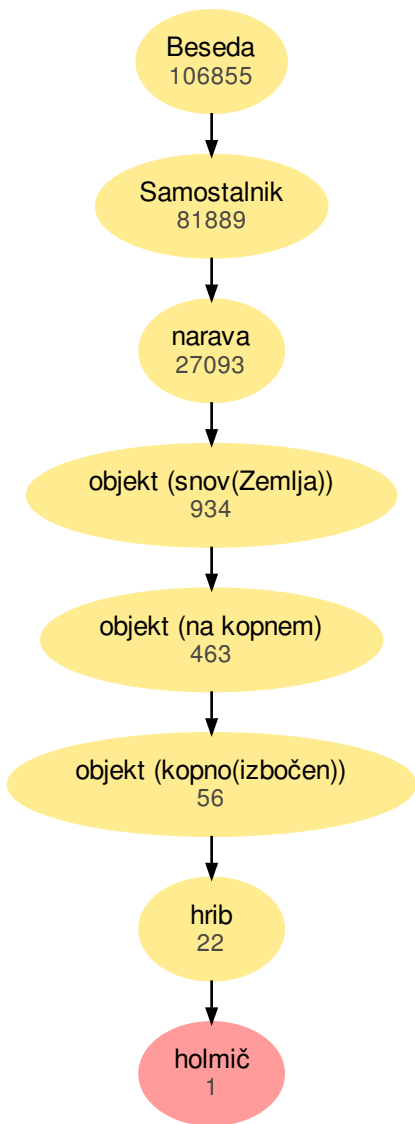 Beseda
106855
Samostalnik
81889
narava
27093
objekt (snov(Zemlja))
934
objekt (na kopnem)
463
objekt (kopno(izbočen))
56
hrib
22
holmič
1